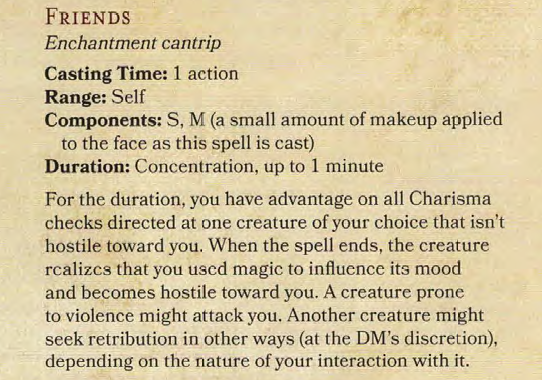 FRIENDS
Enchantment cantrip
Casting Time: 1 action
Range: Self
Components: S, M (a small amount of makeup applied
to the face as this spell is cast)
Duration: Concentration, up to 1 minute
For the duration, you have advantage on all Charisma
checks directed at one creature of your choice that isn't
hostile toward you. When the spell ends, the creature
realizes that you used magic to influence its mood
and becomes hostile toward you. A creature prone
to violence might attack you. Another creature might
seek retribution in other ways (at the DM's discretion),
depending on the nature of your interaction with it.